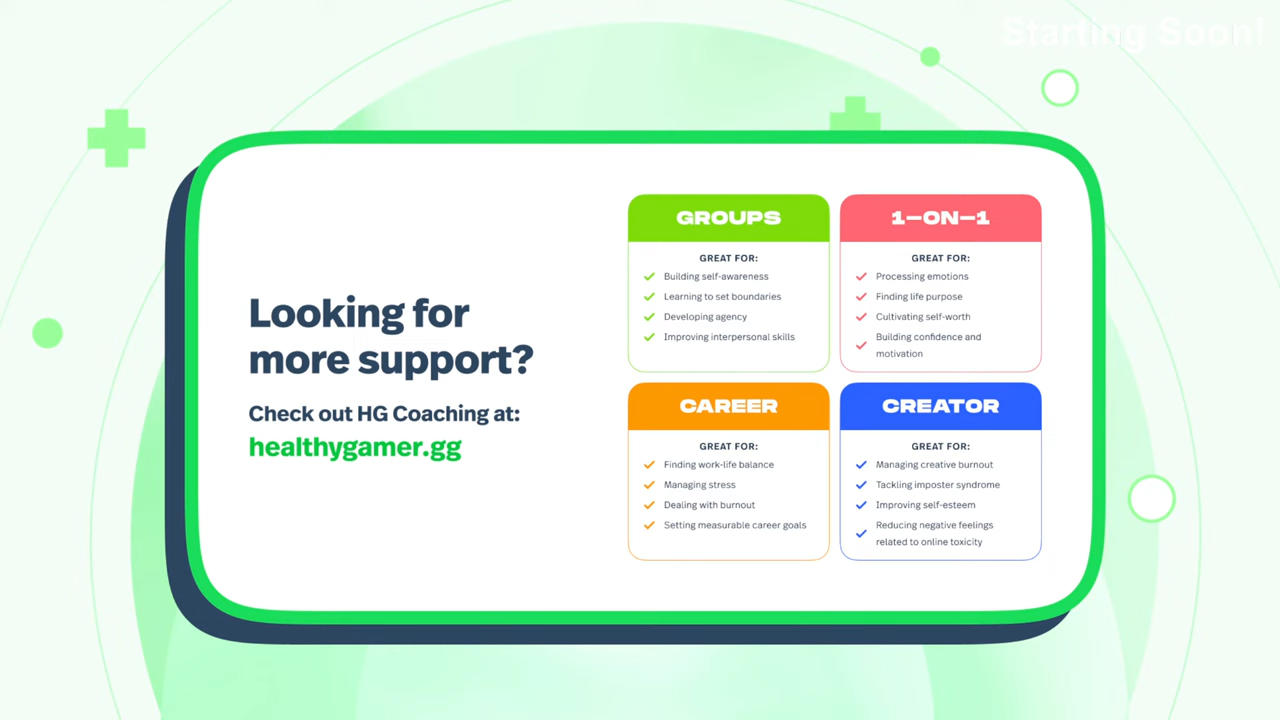 Starting Soon!
Looking for
more support?
Check out HG Coaching at:
healthygamer.gg
GROUPS
GREAT FOR:
Building self-awareness
Learning to set boundaries
Developing agency
Improving interpersonal skills
1-ON-1
GREAT FOR:
Processing emotions
Finding life purpose
Cultivating self-worth
Building confidence and
motivation
CAREER
GREAT FOR:
Finding work-life balance
Managing stress
Dealing with burnout
Setting measurable career goals
CREATOR
GREAT FOR:
Managing creative burnout
Tackling imposter syndrome
Improving self-esteem
Reducing negative feelings
related to online toxicity